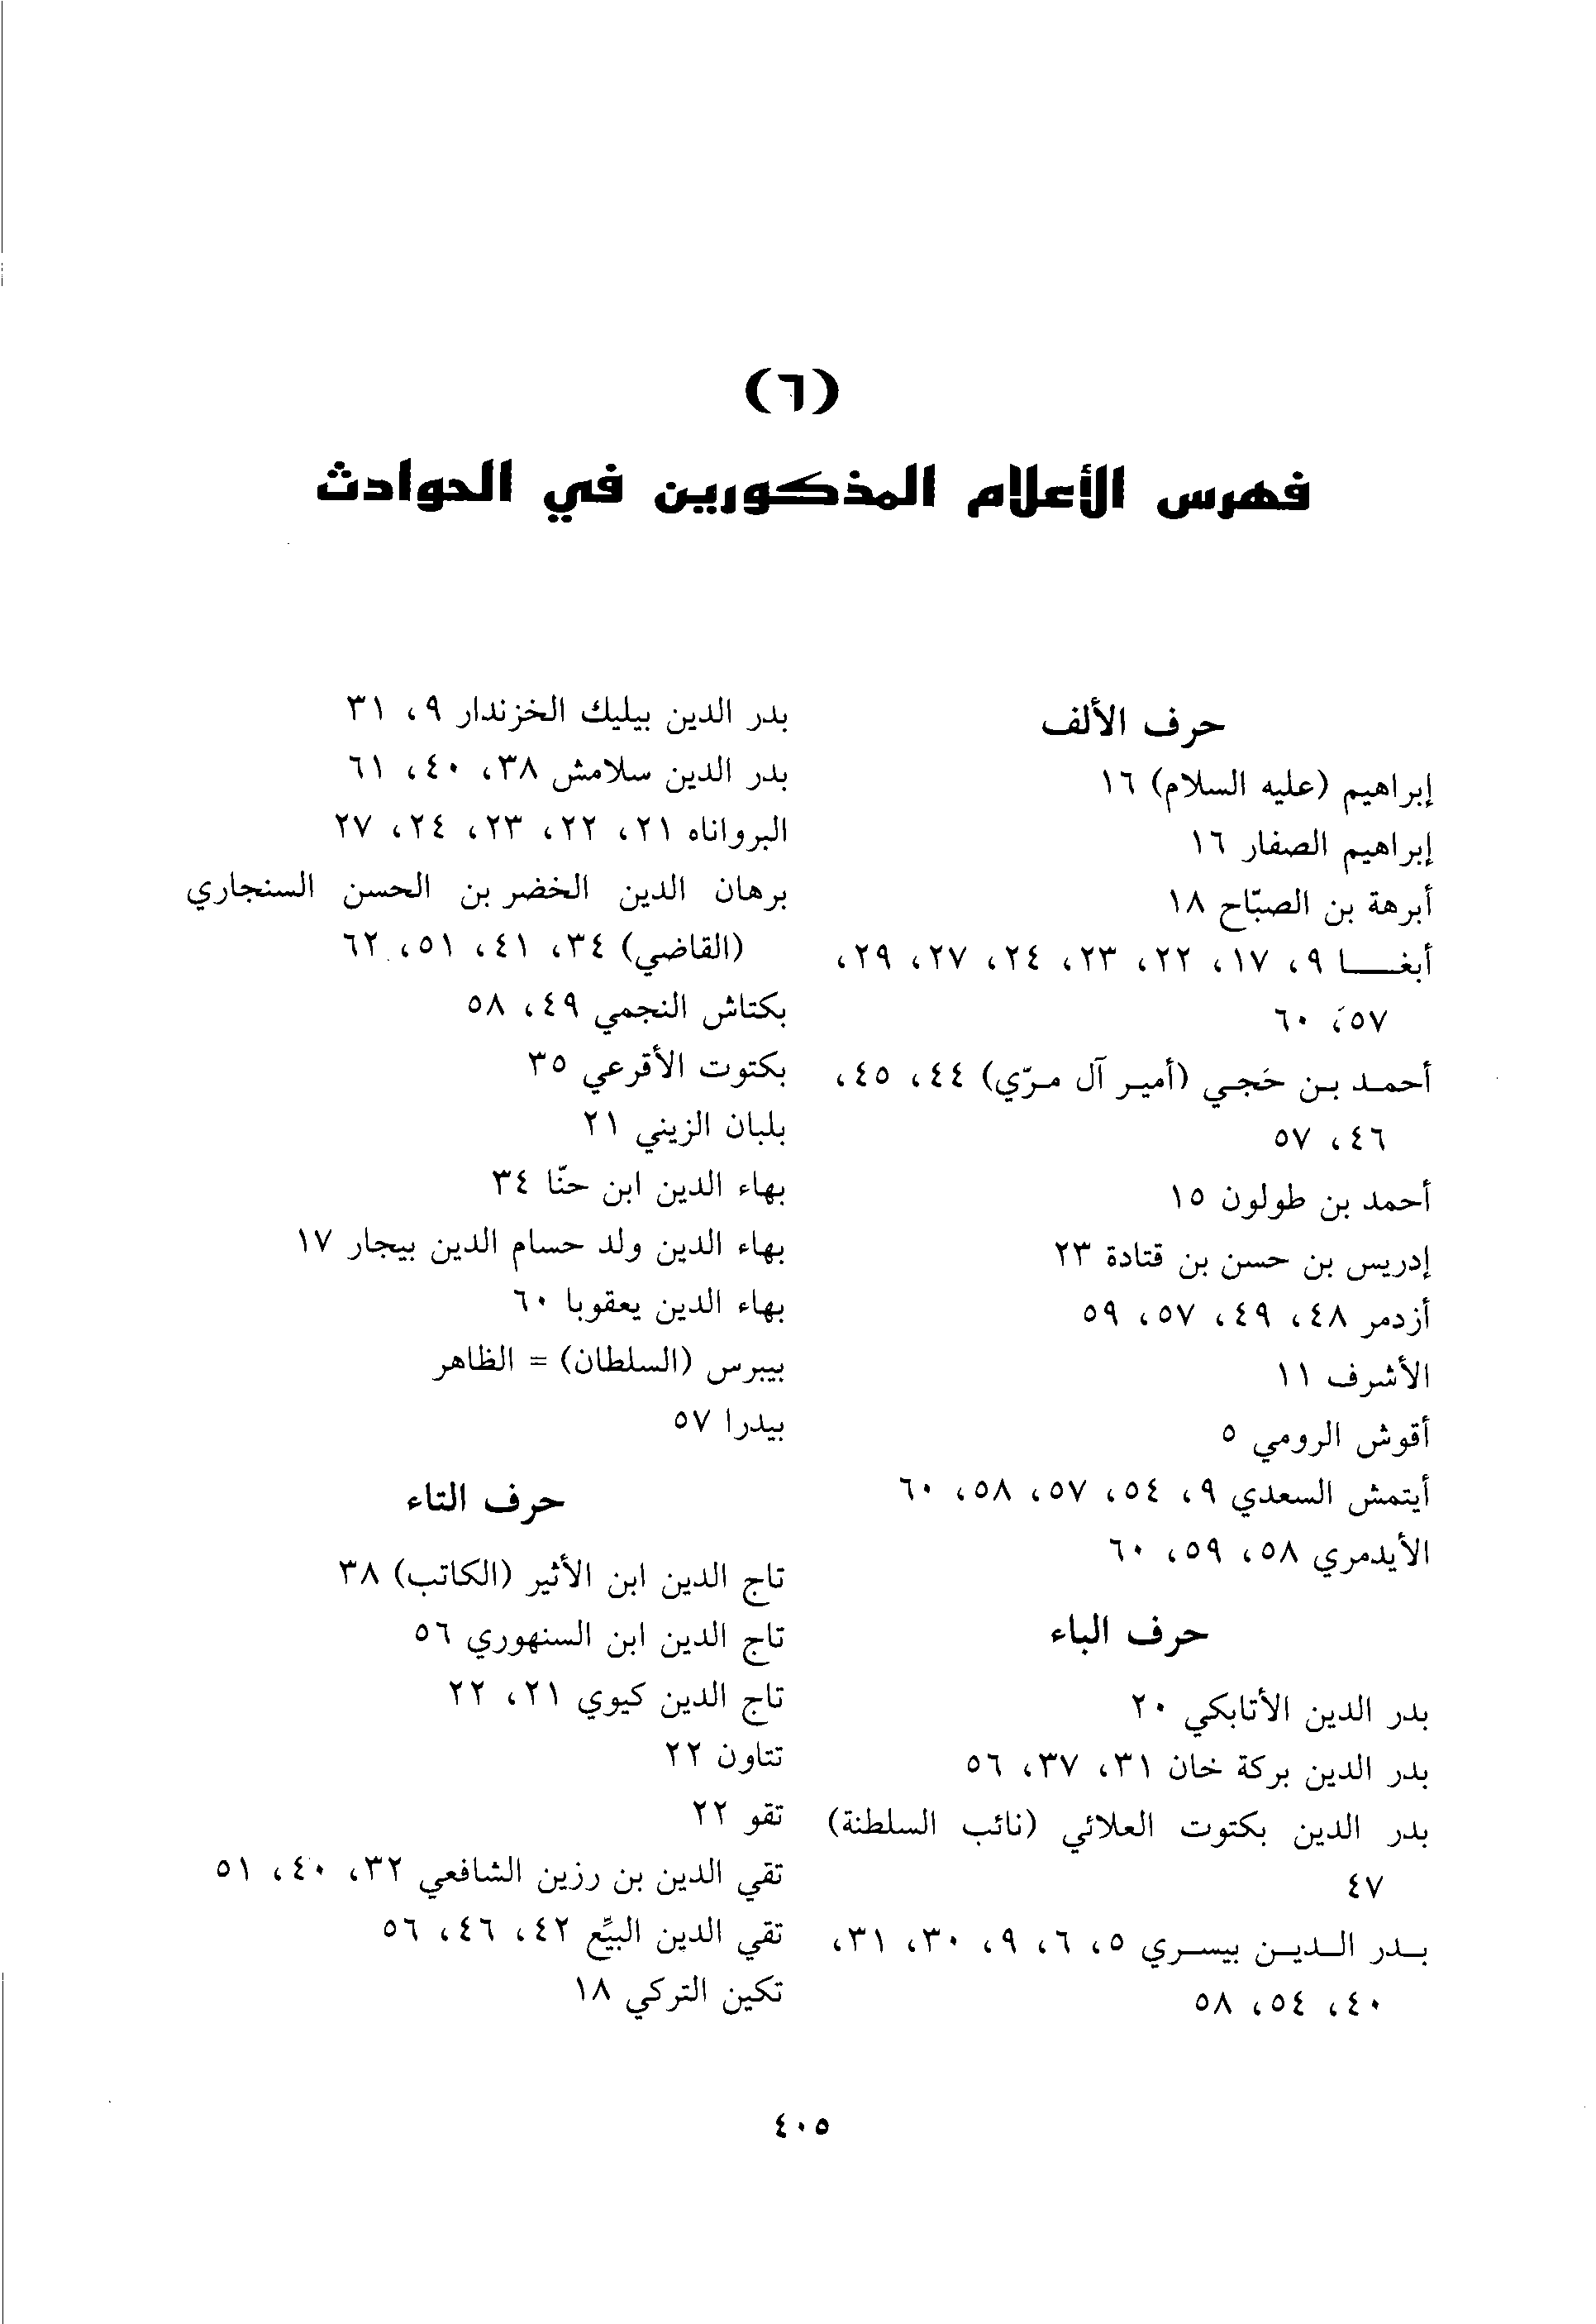 (٦)
فهرس الأعلام المذكورين في الحوادث
حرف الألف
إبراهيم (عليه السلام) ١٦
إبراهيم الصفار ١٦
أبرهة بن الصبّاح ١٨
أبغـــا ٩، ١٧، ٢٢، ٢٣، ٢٤، ٢٧، ٢٩،
٥٧، ٦٠
أحمد بن حَجي (أمير آل مرّي) ٤٤، ٤٥،
٤٦، ٥٧
أحمد بن طولون ١٥
إدريس بن حسن بن قتادة ٢٣
أزدمر ٤٨، ٤٩، ٥٧، ٥٩
الأشرف ١١
أقوش الرومي ٥
أيتمش السعدي ٩، ٥٤، ٥٧، ٥٨، ٦٠
الأيدمري ٥٨، ٥٩، ٦٠
حرف الباء
بدر الدين الأتابكي ٢٠
بدر الدين بركة خان ٣١، ٣٧، ٥٦
بدر الدين بكتوت العلائي (نائب السلطنة)
٤٧
بـدر الـديـن بيسـري ٥، ٦، ٩، ٣٠، ٣١،
٤٠، ٥٤، ٥٨
بدر الدين بيليك الخزندار ٩، ٣١
بدر الدين سلامش ٣٨، ٤٠، ٦١
البرواناه ٢١، ٢٢، ٢٣، ٢٤، ٢٧
برهان الدين الخضر بن الحسن السنجاري
(القاضي) ٣٤، ٤١، ٥١، ٦٢
بكتاش النجمي ٤٩، ٥٨
بكتوت الأقرعي ٣٥
بلبان الزيني ٢١
بهاء الدين ابن حنّا ٣٤
بهاء الدين ولد حسام الدين بيجار ١٧
بهاء الدين يعقوبا ٦٠
بيبرس (السلطان) = الظاهر
بيدرا ٥٧
حرف التاء
تاج الدين ابن الأثير (الكاتب) ٣٨
تاج الدين ابن السنهوري ٥٦
تاج الدين كيوي ٢١، ٢٢
تتاون ٢٢
تقو ٢٢
تقي الدين بن رزين الشافعي ٣٢، ٤٠، ٥١
تقي الدين البيِّع ٤٢، ٤٦، ٥٦
تكين التركي ١٨
٤٠٥